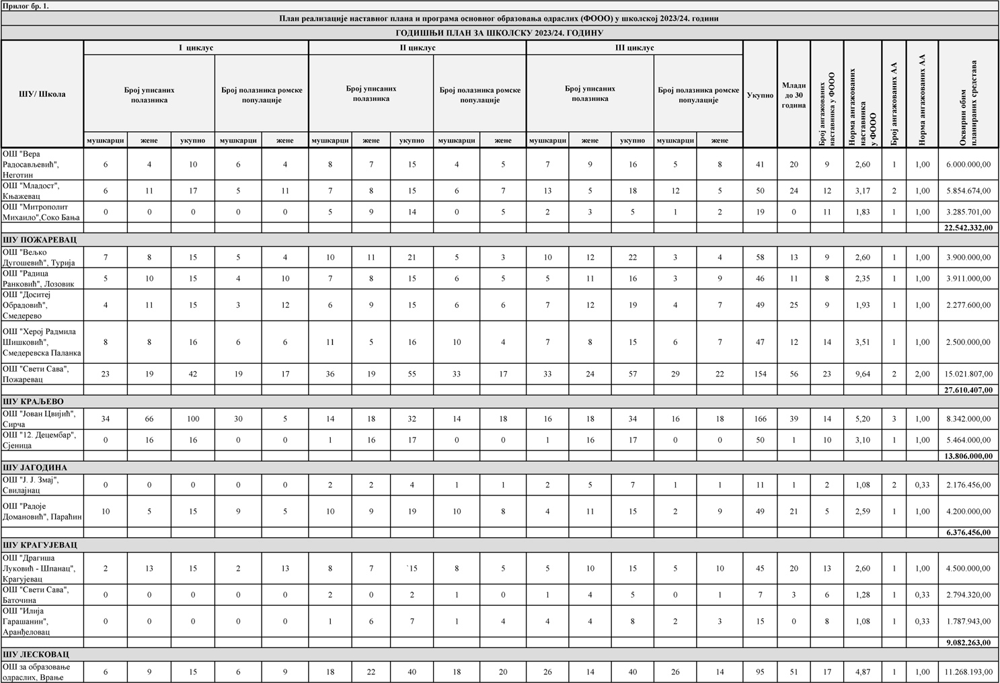 Прилог бр. 1.
План реализације наставног плана и програма основног образовања одраслих (ФООО) у школској 2023/24. години
ГОДИШЊИ ПЛАН ЗА ШКОЛСКУ 2023/24. ГОДИНУ
ШУ/ Школа
I циклус
II циклус
III циклус
Укупно
Млади до 30 година
Број ангажованих наставника у ФООО
Норма ангажованих наставника у ФООО
Број ангажованих АА
Норма ангажованих АА
Оквирни обим планираних средстава
Број уписаних полазника
Број полазника ромске популације
Број уписаних полазника
Број полазника ромске популације
Број уписаних полазника
Број полазника ромске популације
мушкарци жене укупно мушкарци жене мушкарци жене укупно мушкарци жене мушкарци жене укупно мушкарци жене
ОШ "Вера Радосављевић", Неготин 6 4 10 6 4 8 7 15 4 5 7 9 16 5 8 41 20 9 2,60 1 1,00 6.000.000,00
ОШ "Младост", Књажевац 6 11 17 5 11 7 8 15 6 7 13 5 18 12 5 50 24 12 3,17 2 1,00 5.854.674,00
ОШ "Митрополит Михаило",Соко Бања 0 0 0 0 0 5 9 14 0 5 2 3 5 1 2 19 0 11 1,83 1 1,00 3.285.701,00
22.542.332,00
ШУ ПОЖАРЕВАЦ
ОШ "Вељко Дугошевић", Турија 7 8 15 5 4 10 11 21 5 3 10 12 22 3 4 58 13 9 2,60 1 1,00 3.900.000,00
ОШ "Радица Ранковић", Лозовик 5 10 15 4 10 7 8 15 6 5 5 11 16 3 9 46 11 8 2,35 1 1,00 3.911.000,00
ОШ "Доситеј Обрадовић", Смедерево 4 11 15 3 12 6 9 15 6 6 7 12 19 4 7 49 25 9 1,93 1 1,00 2.277.600,00
ОШ "Херој Радмила Шишковић", Смедеревска Паланка 8 8 16 6 6 11 5 16 10 4 7 8 15 6 7 47 12 14 3,51 1 1,00 2.500.000,00
ОШ "Свети Сава", Пожаревац 23 19 42 19 17 36 19 55 33 17 33 24 57 29 22 154 56 23 9,64 2 2,00 15.021.807,00
27.610.407,00
ШУ КРАЉЕВО
ОШ "Јован Цвијић", Сирча 34 66 100 30 5 14 18 32 14 18 16 18 34 16 18 166 39 14 5,20 3 1,00 8.342.000,00
ОШ "12. Децембар", Сјеница 0 16 16 0 0 1 16 17 0 0 1 16 17 0 0 50 1 10 3,10 1 1,00 5.464.000,00
13.806.000,00
ШУ ЈАГОДИНА
ОШ "Ј. Ј. Змај", Свилајнац 0 0 0 0 0 2 2 4 1 1 2 5 7 1 1 11 1 2 1,08 2 0,33 2.176.456,00
ОШ "Радоје Домановић", Параћин 10 5 15 9 5 10 9 19 10 8 4 11 15 2 9 49 21 5 2,59 1 1,00 4.200.000,00
6.376.456,00
ШУ КРАГУЈЕВАЦ
ОШ "Драгиша Луковић - Шпанац", Крагујевац 2 13 15 2 13 8 7 `15 8 5 5 10 15 5 10 45 20 13 2,60 1 1,00 4.500.000,00
ОШ "Свети Сава", Баточина 0 0 0 0 0 2 0 2 1 0 1 4 5 0 1 7 3 6 1,28 1 0,33 2.794.320,00
ОШ "Илија Гарашанин", Аранђеловац 0 0 0 0 0 1 6 7 1 4 4 4 8 2 3 15 0 8 1,08 1 0,33 1.787.943,00
9.082.263,00
ШУ ЛЕСКОВАЦ
ОШ за образовање одраслих, Врање 6 9 15 6 9 18 22 40 18 20 26 14 40 26 14 95 51 17 4,87 1 1,00 11.268.193,00